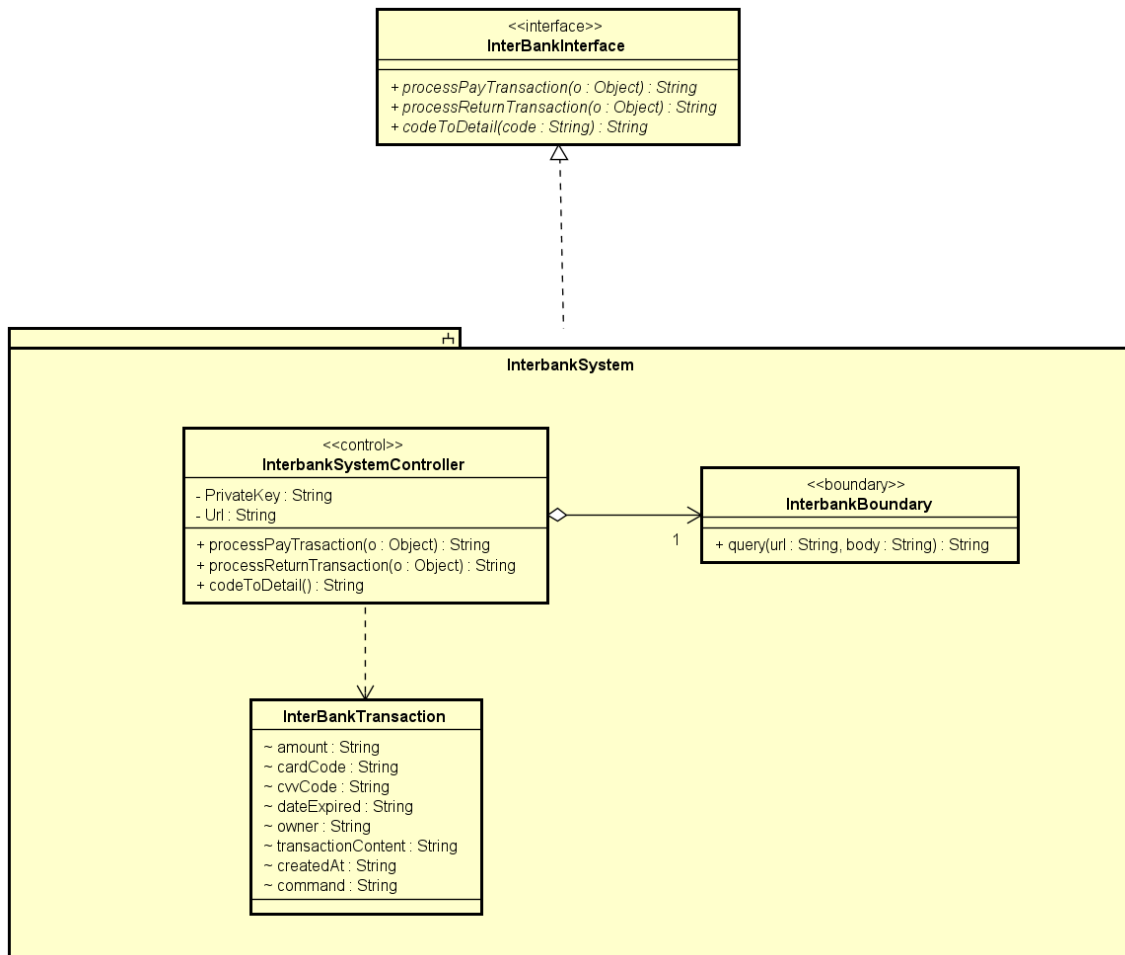 <<interface>>
InterBankInterface
+ processPayTransaction(o : Object) : String
+ processReturnTransaction(o : Object) : String
+ codeToDetail(code : String) : String
InterbankSystem
<<control>>
InterbankSystemController
- PrivateKey : String
- Url : String
+ processPayTrasaction(o : Object) : String
+ processReturnTransaction(o : Object) : String
+ codeToDetail() : String
1
<<boundary>>
InterbankBoundary
+ query(url : String, body : String) : String
InterBankTransaction
~ amount : String
~ cardCode : String
~ cvvCode : String
~ dateExpired : String
~ owner : String
~ transactionContent : String
~ createdAt : String
~ command : String